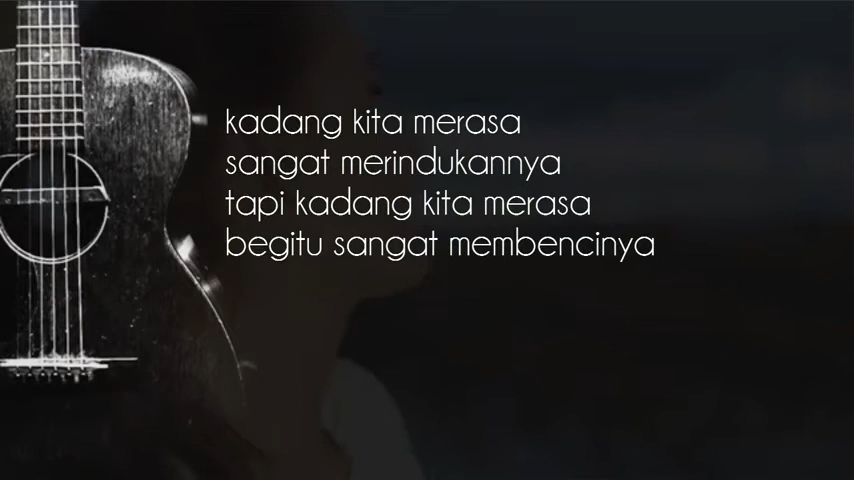 kadang kita merasa
sangat merindukannya
tapi kadang kita merasa
begitu sangat membencinya